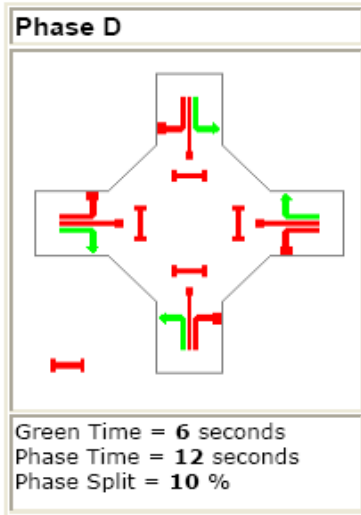 Phase D
Green Time = 6 seconds
Phase Time = 12 seconds
Phase Split = 10 %